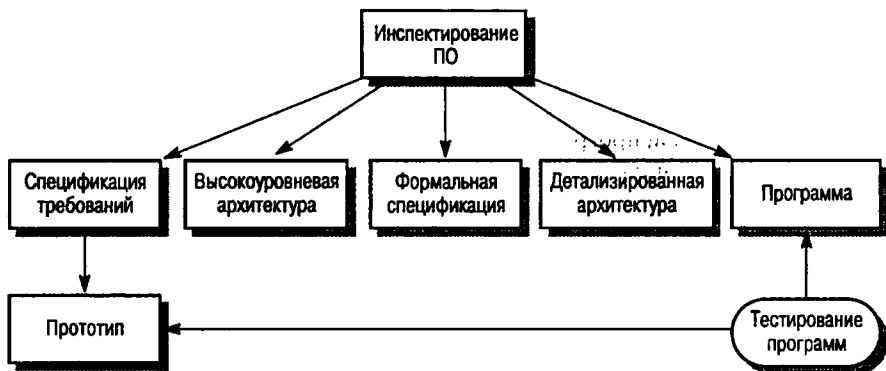 Инспектирование
ПО
Спецификация
требований
Высокоуровневая
архитектура
Формальная
спецификация
Детализированная
архитектура
Программа
Прототип
Тестирование
программ